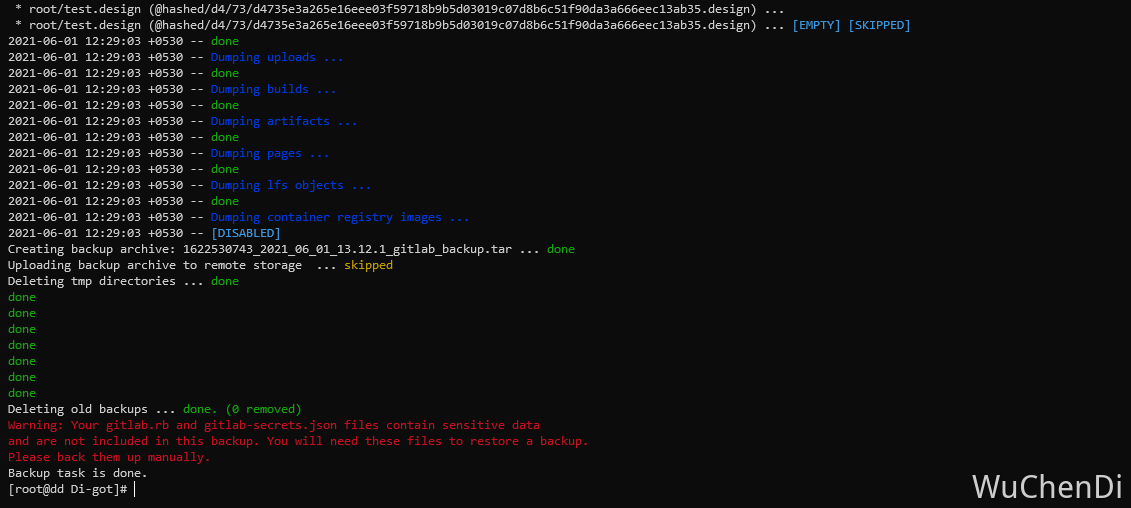 * root/test.design (@hashed/d4/73/d4735e3a265e16eee03f59718b9b5d03019c07d8b6c51f90da3a666eec13ab35.design) ...
* root/test.design (@hashed/d4/73/d4735e3a265e16eee03f59718b9b5d03019c07d8b6c51f90da3a666eec13ab35.design) ... [EMPTY] [SKIPPED]
2021-06-01 12:29:03 +0530 -- done
2021-06-01 12:29:03 +0530 -- Dumping uploads ...
2021-06-01 12:29:03 +0530 -- done
2021-06-01 12:29:03 +0530 -- Dumping builds ...
2021-06-01 12:29:03 +0530 -- done
2021-06-01 12:29:03 +0530 -- Dumping artifacts ...
2021-06-01 12:29:03 +0530 -- done
2021-06-01 12:29:03 +0530 -- Dumping pages ...
2021-06-01 12:29:03 +0530 -- done
2021-06-01 12:29:03 +0530 -- Dumping lfs objects ...
2021-06-01 12:29:03 +0530 -- done
2021-06-01 12:29:03 +0530 -- Dumping container registry images ...
2021-06-01 12:29:03 +0530 -- [DISABLED]
Creating backup archive: 1622530743_2021_06_01_13.12.1_gitlab_backup.tar ... done
Uploading backup archive to remote storage  ... skipped
Deleting tmp directories ... done
done
done
done
done
done
done
done
Deleting old backups ... done. (0 removed)
Warning: Your gitlab.rb and gitlab-secrets.json files contain sensitive data
and are not included in this backup. You will need these files to restore a backup.
Please back them up manually.
Backup task is done.
[root@dd Di-got]#
WuChenDi